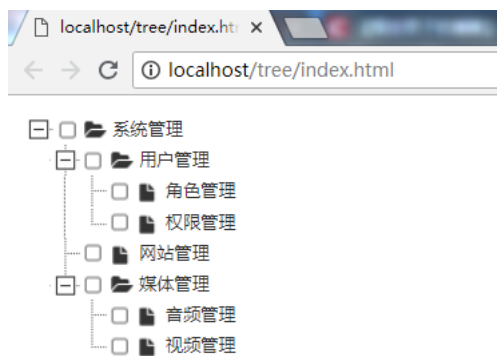 localhost/tree/index.ht
localhost/tree/index.html
系统管理
用户管理
角色管理
权限管理
网站管理
媒体管理
音频管理
视频管理